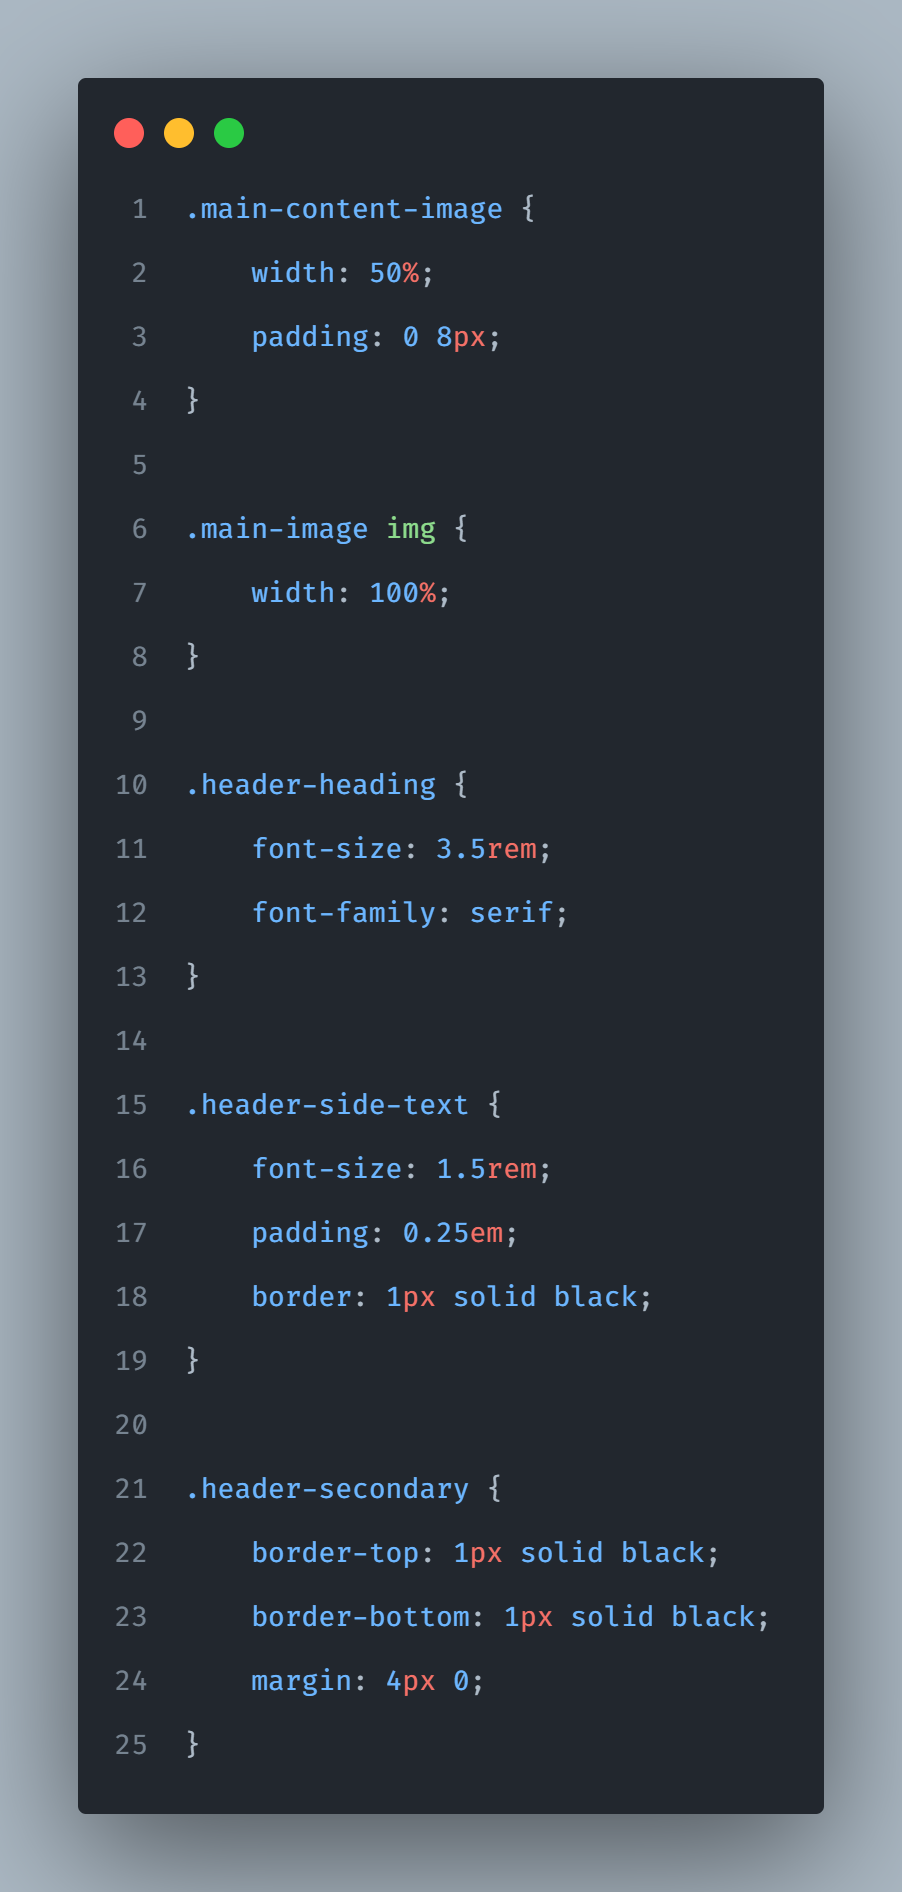 1 .main-content-image {
2     width: 50%;
3     padding: 0 8px;
4 }
5
6 .main-image img {
7     width: 100%;
8 }
9
10 .header-heading {
11     font-size: 3.5rem;
12     font-family: serif;
13 }
14
15 .header-side-text {
16     font-size: 1.5rem;
17     padding: 0.25em;
18     border: 1px solid black;
19 }
20
21 .header-secondary {
22     border-top: 1px solid black;
23     border-bottom: 1px solid black;
24     margin: 4px 0;
25 }